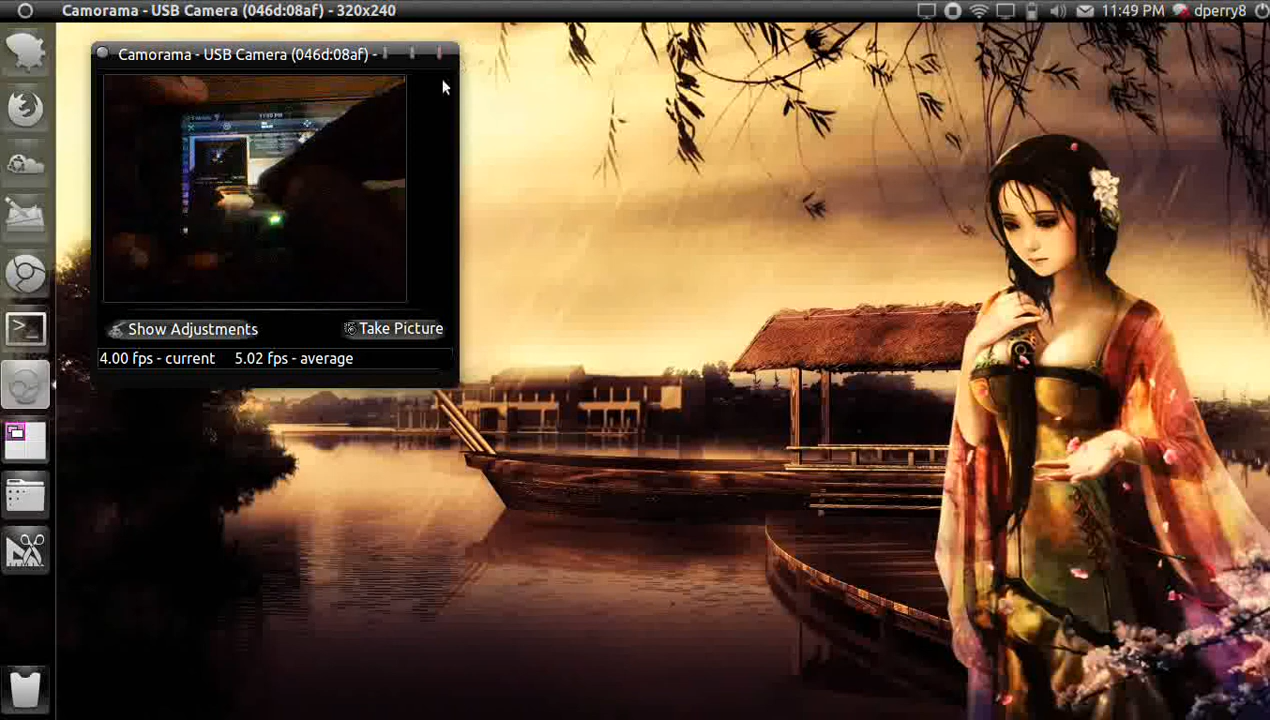 Camorama - USB Camera (046d:08af) - 320x240
11:49 PM dperry8
Camorama - USB Camera (046d:08af) -
Show Adjustments
Take Picture
4.00 fps - current 5.02 fps - average